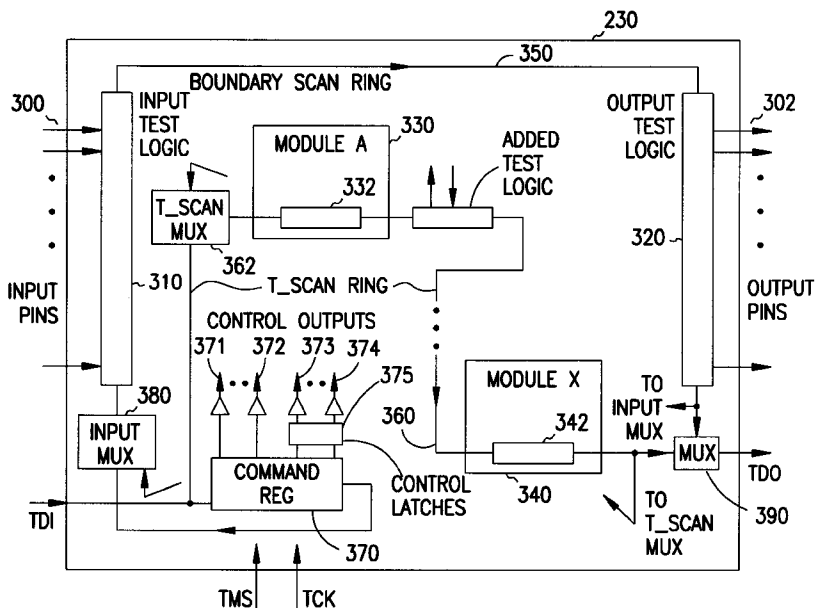 230
350
BOUNDARY SCAN RING
300
INPUT
TEST
LOGIC
OUTPUT
TEST
LOGIC
302
MODULE A
330
332
ADDED
TEST
LOGIC
T_SCAN
MUX
362
310
320
T_SCAN RING
INPUT
PINS
OUTPUT
PINS
CONTROL OUTPUTS
371
372
373
374
375
MODULE X
342
340
360
380
INPUT
MUX
COMMAND
REG
370
CONTROL
LATCHES
TO
INPUT
MUX
MUX
390
TDO
TO
T_SCAN
MUX
TDI
TMS
TCK